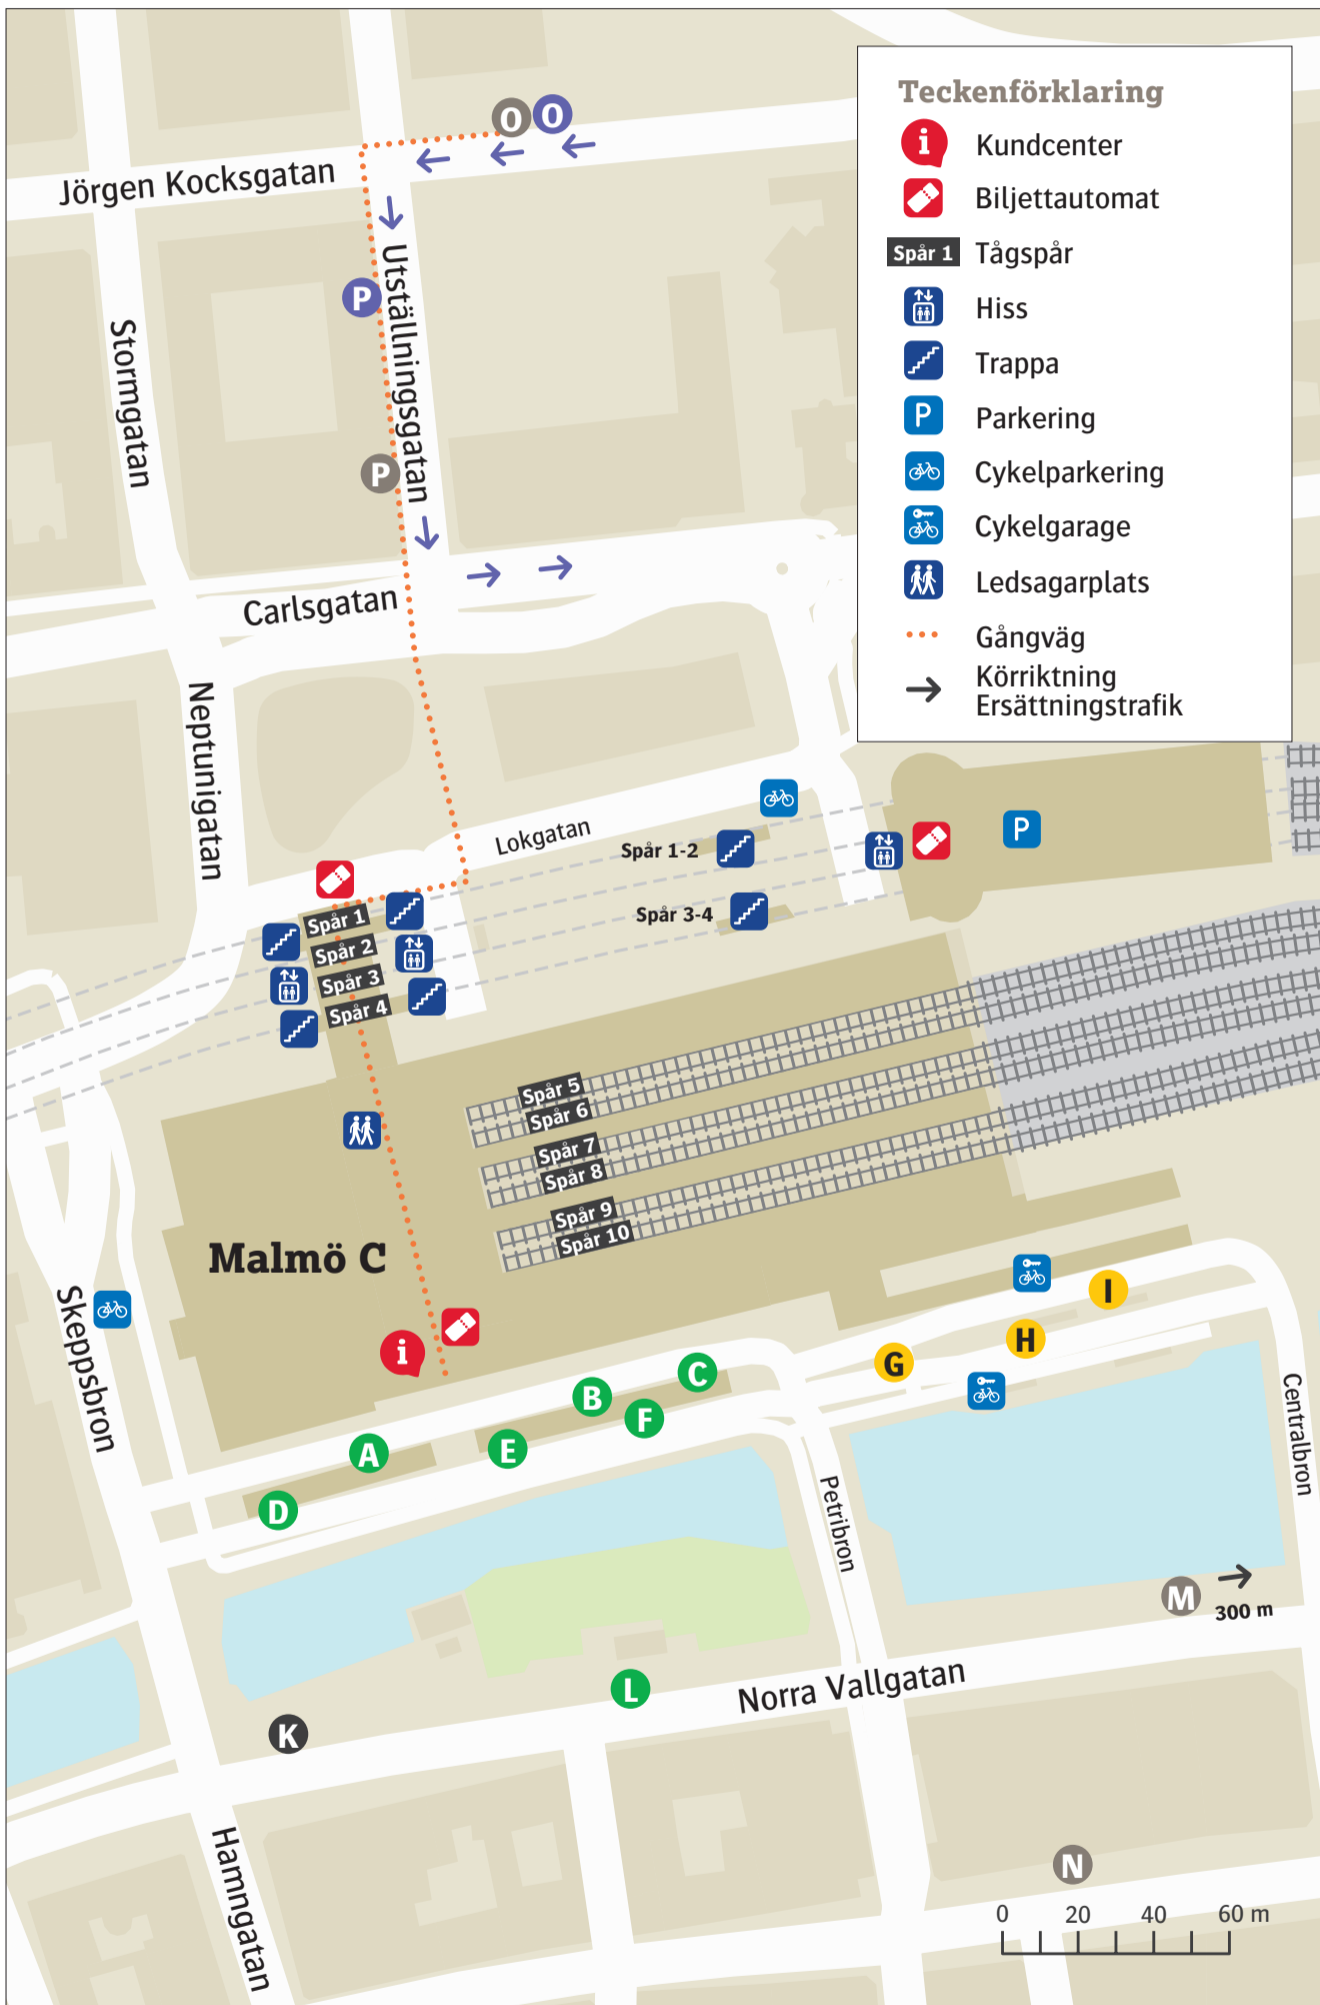 Teckenförklaring
i Kundcenter
Biljettautomat
Spår 1 Tågspår
Hiss
Trappa
P Parkering
Cykelparkering
Cykelgarage
Ledsagarplats
Gångväg
Körriktning
Ersättningstrafik
O O
Jörgen Kocksgatan
Utställningsgatan
P
Stormgatan
P
Carlsgatan
Neptunigatan
Lokgatan
Spår 1-2
P
Spår 3-4
Spår 1
Spår 2
Spår 3
Spår 4
Spår 5
Spår 6
Spår 7
Spår 8
Spår 9
Spår 10
Malmö C
Skeppsbron
i
I
H
G
C
B
F
E
A
D
Centralbron
Petribron
M
300 m
Norra Vallgatan
L
K
Hamngatan
N
0 20 40 60 m